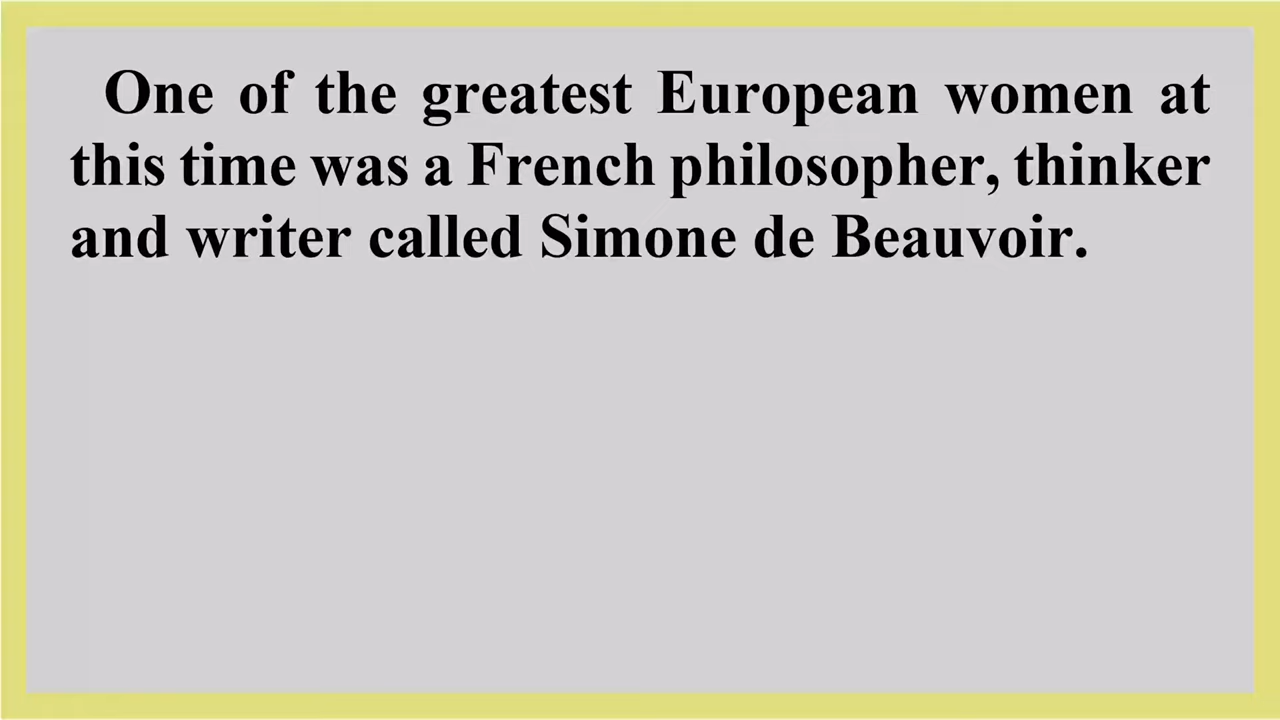 One of the greatest European women at
this time was a French philosopher, thinker
and writer called Simone de Beauvoir.